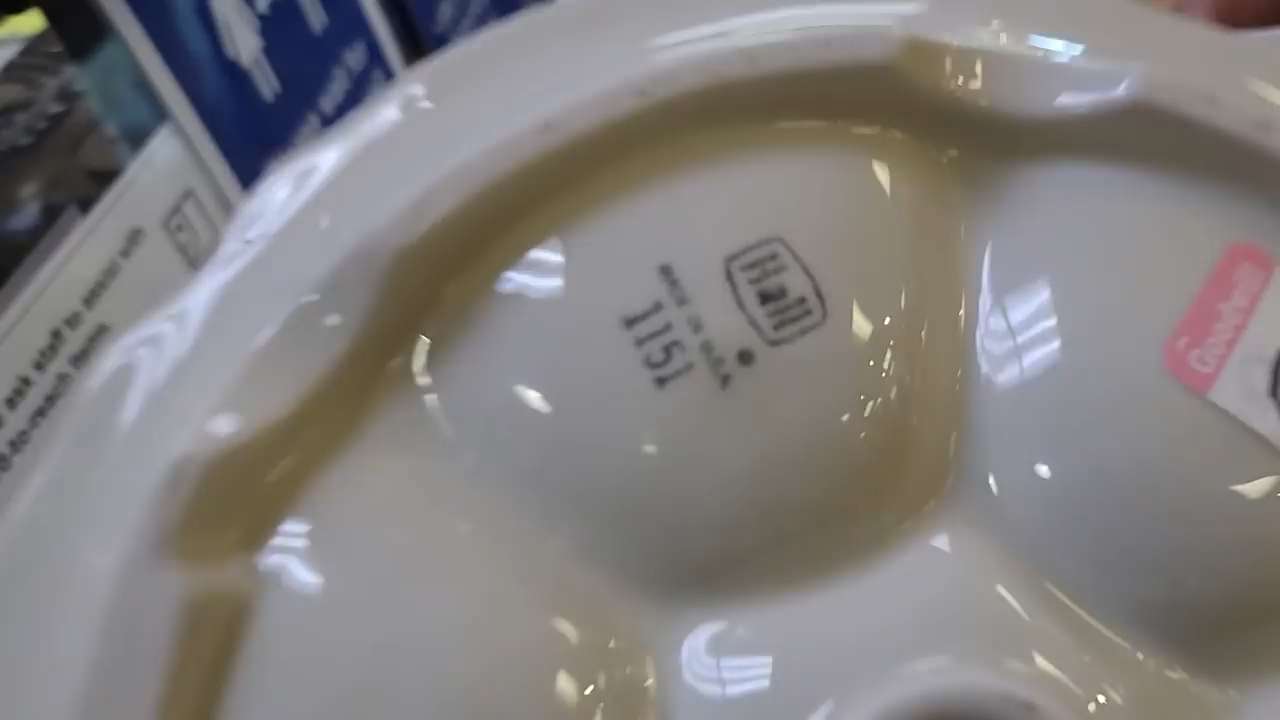 Hall
MADE IN U.S.A.
1151
Goodwill
ask staff to assist with
-to-reach items.